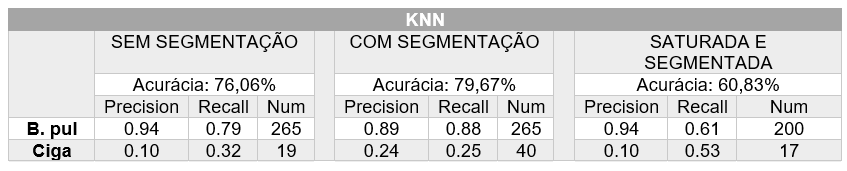 KNN
SEM SEGMENTAÇÃO COM SEGMENTAÇÃO SATURADA E SEGMENTADA
Acurácia: 76,06% Acurácia: 79,67% Acurácia: 60,83%
Precision Recall Num Precision Recall Num Precision Recall Num
B. pul 0.94 0.79 265 0.89 0.88 265 0.94 0.61 200
Ciga 0.10 0.32 19 0.24 0.25 40 0.10 0.53 17